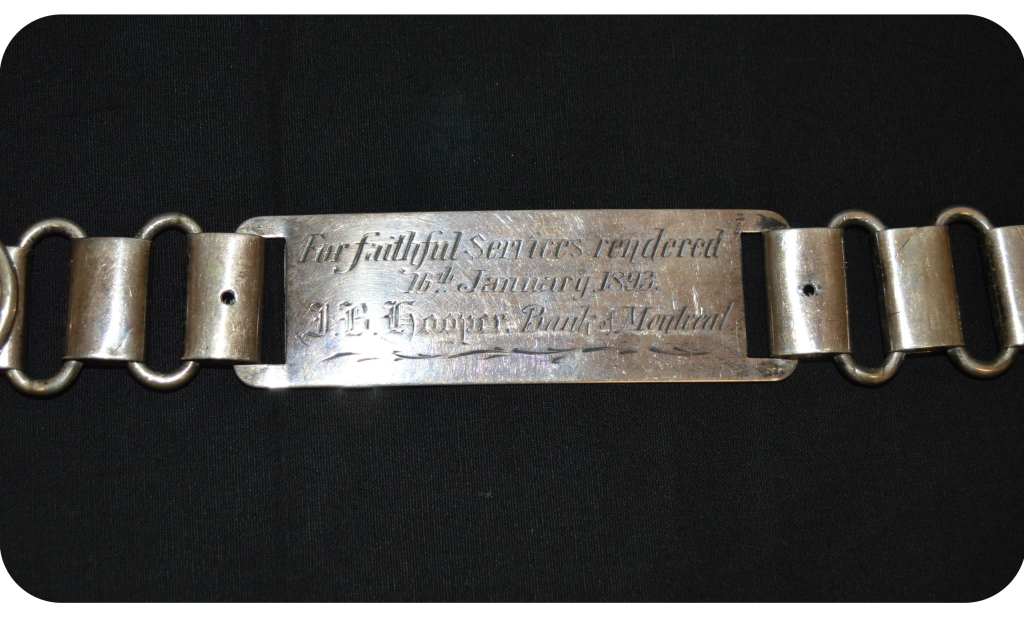 For faithful Services rendered
16th January, 1893.
J. B. Hooper, Bank of Montreal.